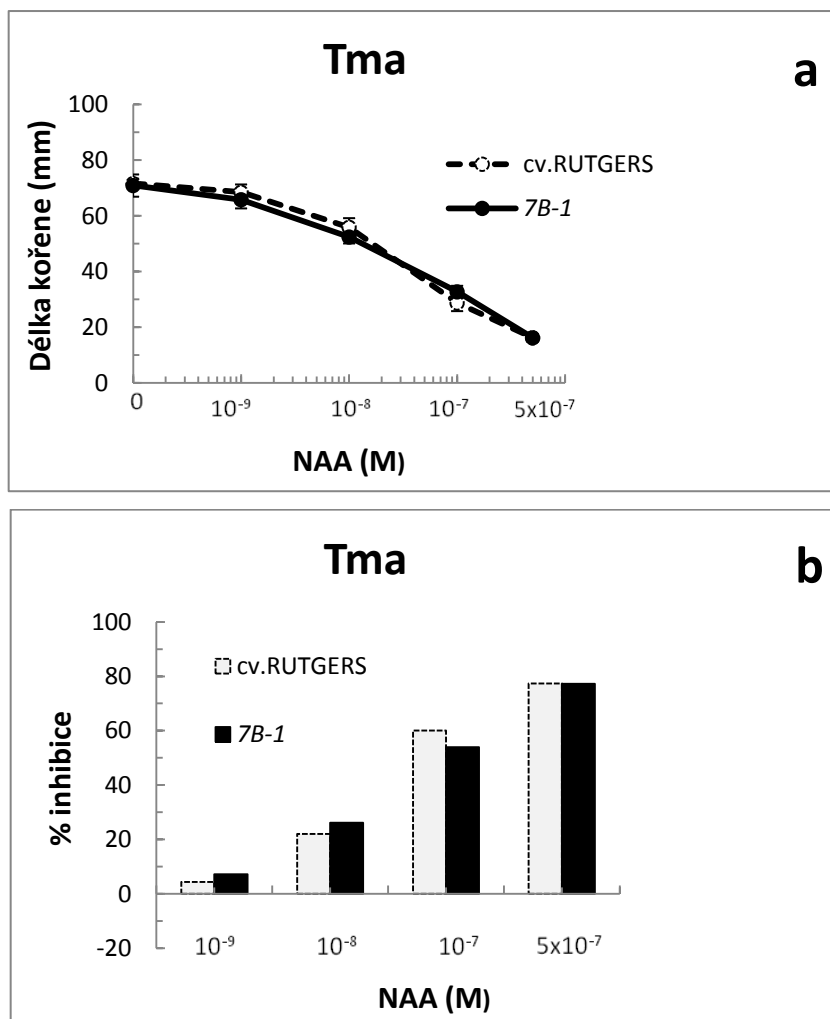 Tma
a
100
80
60
40
20
0
Délka kořene (mm)
cv.RUTGERS
7B-1
0 10⁻⁹ 10⁻⁸ 10⁻⁷ 5x10⁻⁷
NAA (M)
Tma
b
100
80
60
40
20
0
-20
% inhibice
cv.RUTGERS
7B-1
10⁻⁹ 10⁻⁸ 10⁻⁷ 5x10⁻⁷
NAA (M)